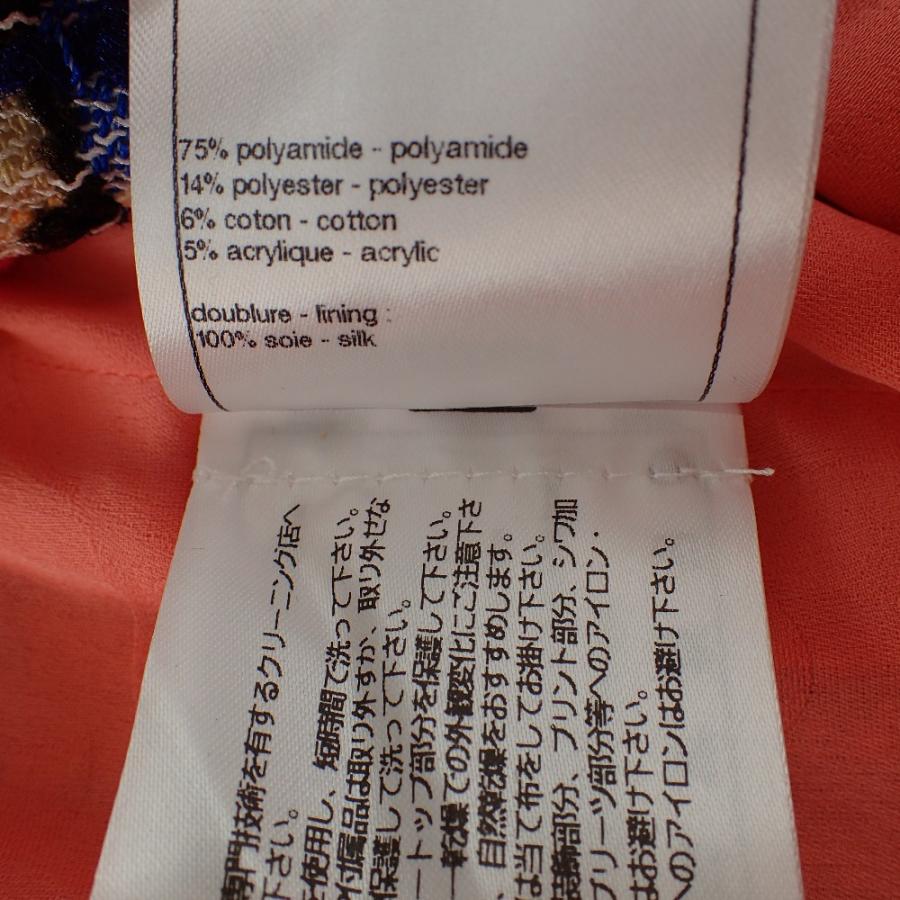 75% polyamide - polyamide
14% polyester - polyester
6% coton - cotton
5% acrylique - acrylic
doublure - lining :
100% soie - silk
専門技術を有するクリーニング店へ
下さい。
を使用し、短時間で洗って下さい。
付属品は取り外すか、取り外せな
保護して洗って下さい。
ートップ部分を保護して下さい。
乾燥での外観変化にご注意下さ
、自然乾燥をおすすめします。
は当て布をしてお掛け下さい。
装飾部分、プリント部分、シワ加
プリーツ部分等へのアイロン・
はお避け下さい。
へのアイロンはお避け下さい。